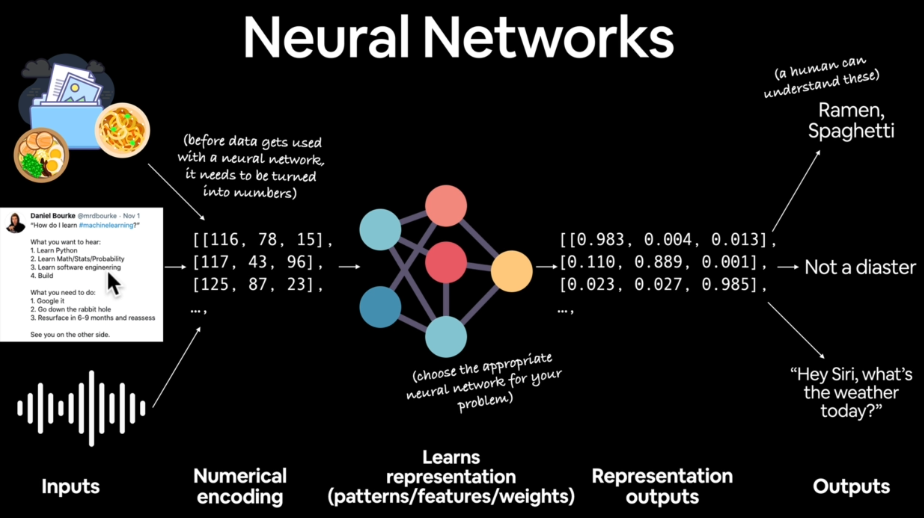 Neural Networks
(a human can
understand these)
Ramen,
Spaghetti
(before data gets used
with a neural network,
it needs to be turned
into numbers)
Daniel Bourke @mrdbourke · Nov 1
“How do I learn #machinelearning?”
What you want to hear:
1. Learn Python
2. Learn Math/Stats/Probability
3. Learn software enginenring
4. Build
What you need to do:
1. Google it
2. Go down the rabbit hole
3. Resurface in 6-9 months and reassess
See you on the other side.
[[116, 78, 15],
[117, 43, 96],
[125, 87, 23],
…,
[[0.983, 0.004, 0.013],
[0.110, 0.889, 0.001],
[0.023, 0.027, 0.985],
…,
Not a diaster
(choose the appropriate
neural network for your
problem)
“Hey Siri, what’s
the weather
today?”
Inputs
Numerical
encoding
Learns
representation
(patterns/features/weights)
Representation
outputs
Outputs